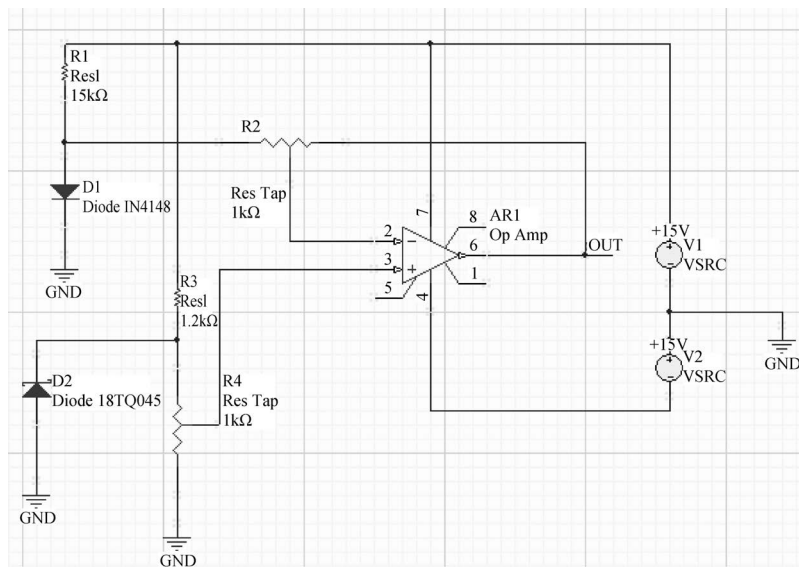 R1
Resl
15kΩ
R2
D1
Diode IN4148
Res Tap
1kΩ
7
8
AR1
Op Amp
2
6
3
1
5
4
OUT
+15V
V1
VSRC
GND
R3
Resl
1.2kΩ
+15V
V2
VSRC
GND
D2
Diode 18TQ045
R4
Res Tap
1kΩ
GND
GND